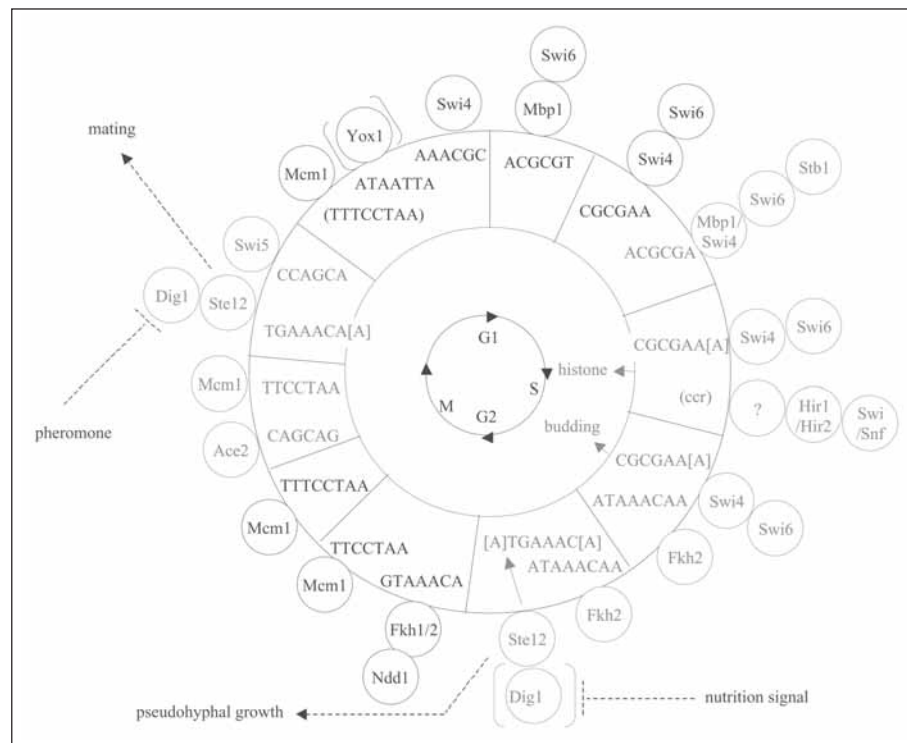 Swi6
Mbp1
Swi4
Swi6
Swi4
Yox1
mating
Mcm1
AAACGC
ACGCGT
ATAATTA
(TTTCCTAA)
CGCGAA
ACGCGA
Stb1
Swi6
Mbp1/
Swi4
Swi5
CCAGCA
Dig1
Ste12
TGAAACA[A]
G1
S
G2
M
CGCGAA[A]
Swi4
Swi6
histone
(ccr)
?
Hir1
/Hir2
Swi
/Snf
Mcm1
TTCCTAA
pheromone
Ace2
CAGCAG
budding
CGCGAA[A]
ATAAACAA
Swi4
Swi6
TTTCCTAA
Mcm1
Fkh2
TTCCTAA
GTAAACA
[A]TGAAAC[A]
ATAAACAA
Mcm1
Fkh2
Fkh1/2
Ste12
Ndd1
Dig1
nutrition signal
pseudohyphal growth